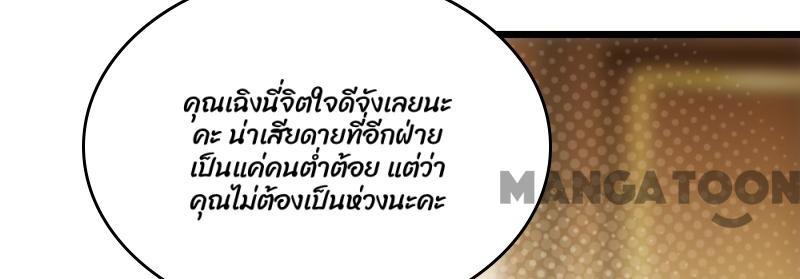 คุณเฉิงนี่จิตใจดีจังเลยนะ
คะ น่าเสียดายที่อีกฝ่าย
เป็นแค่คนต่ำต้อย แต่ว่า
คุณไม่ต้องเป็นห่วงนะคะ
MANGATOON